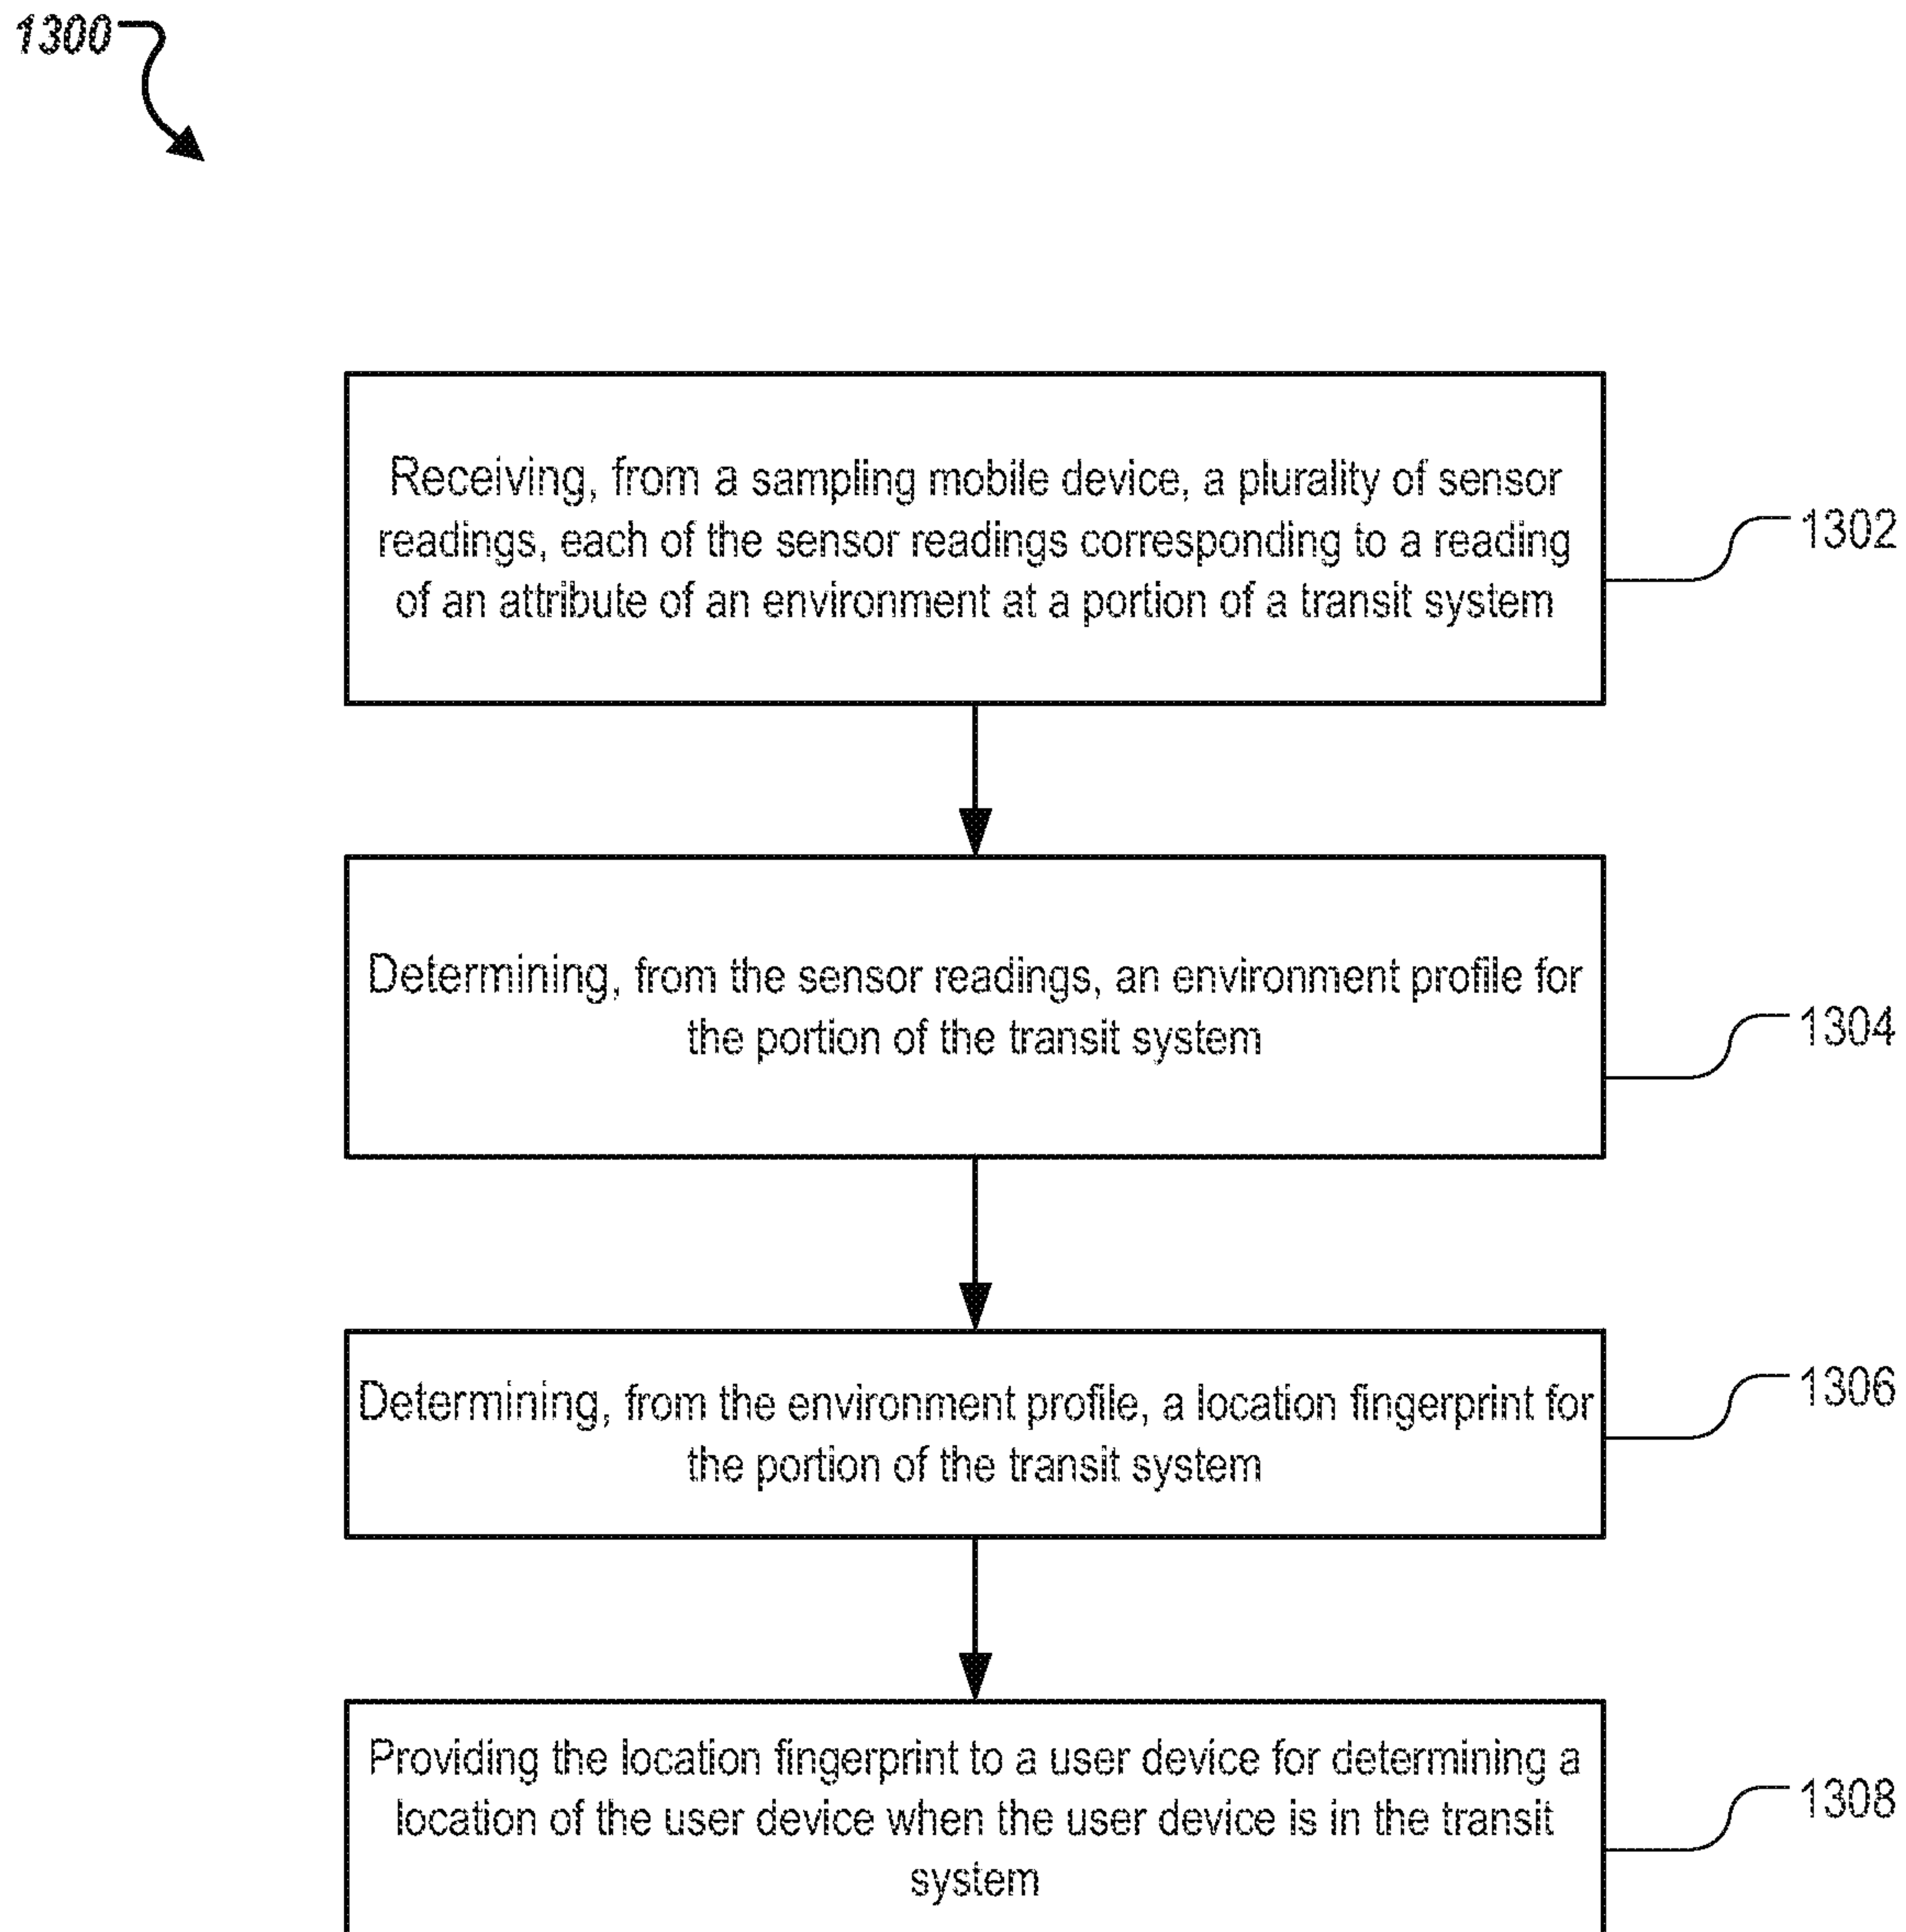 1300
Receiving, from a sampling mobile device, a plurality of sensor
readings, each of the sensor readings corresponding to a reading
of an attribute of an environment at a portion of a transit system
1302
Determining, from the sensor readings, an environment profile for
the portion of the transit system
1304
Determining, from the environment profile, a location fingerprint for
the portion of the transit system
1306
Providing the location fingerprint to a user device for determining a
location of the user device when the user device is in the transit
system
1308